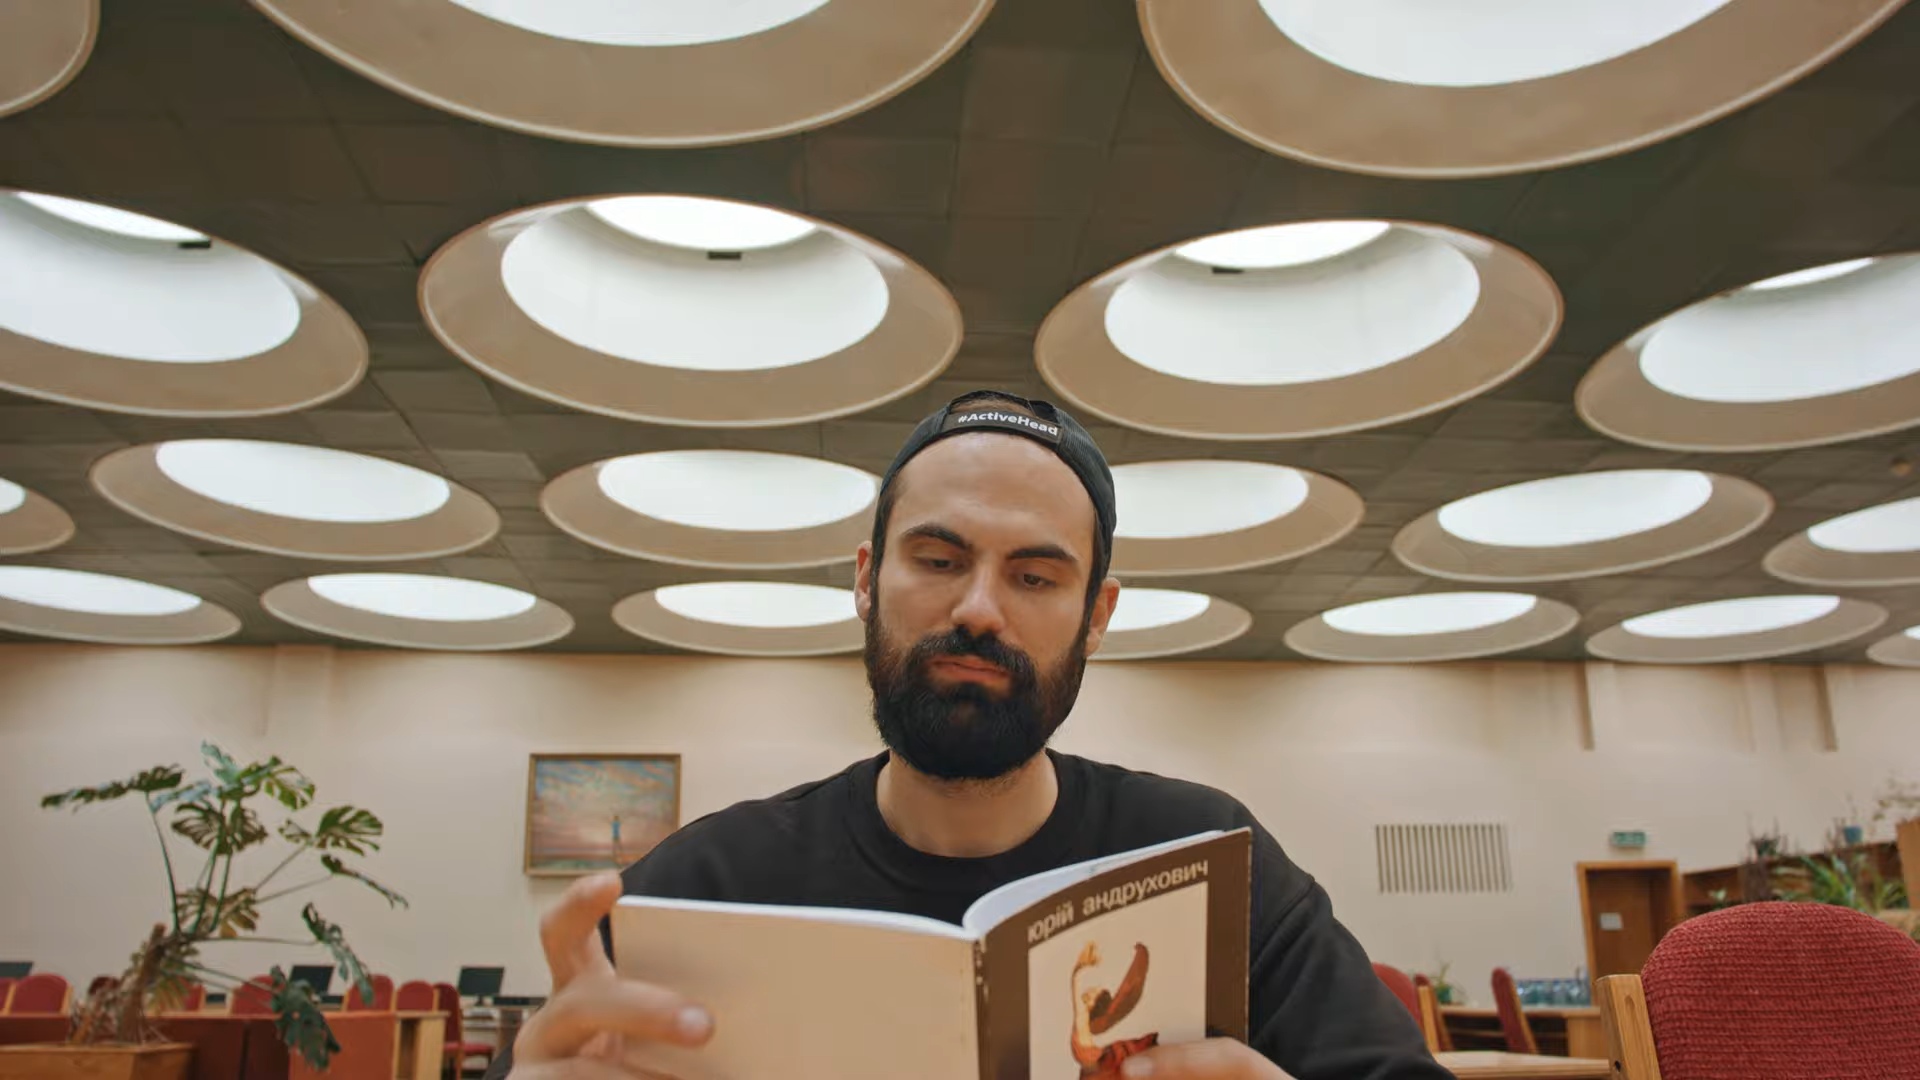 #ActiveHead
юрій андрухович